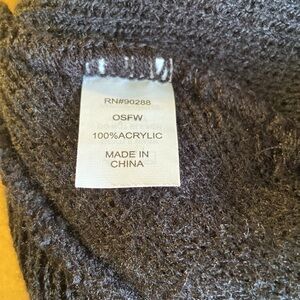 RN#90288
OSFW
100%ACRYLIC
MADE IN
CHINA